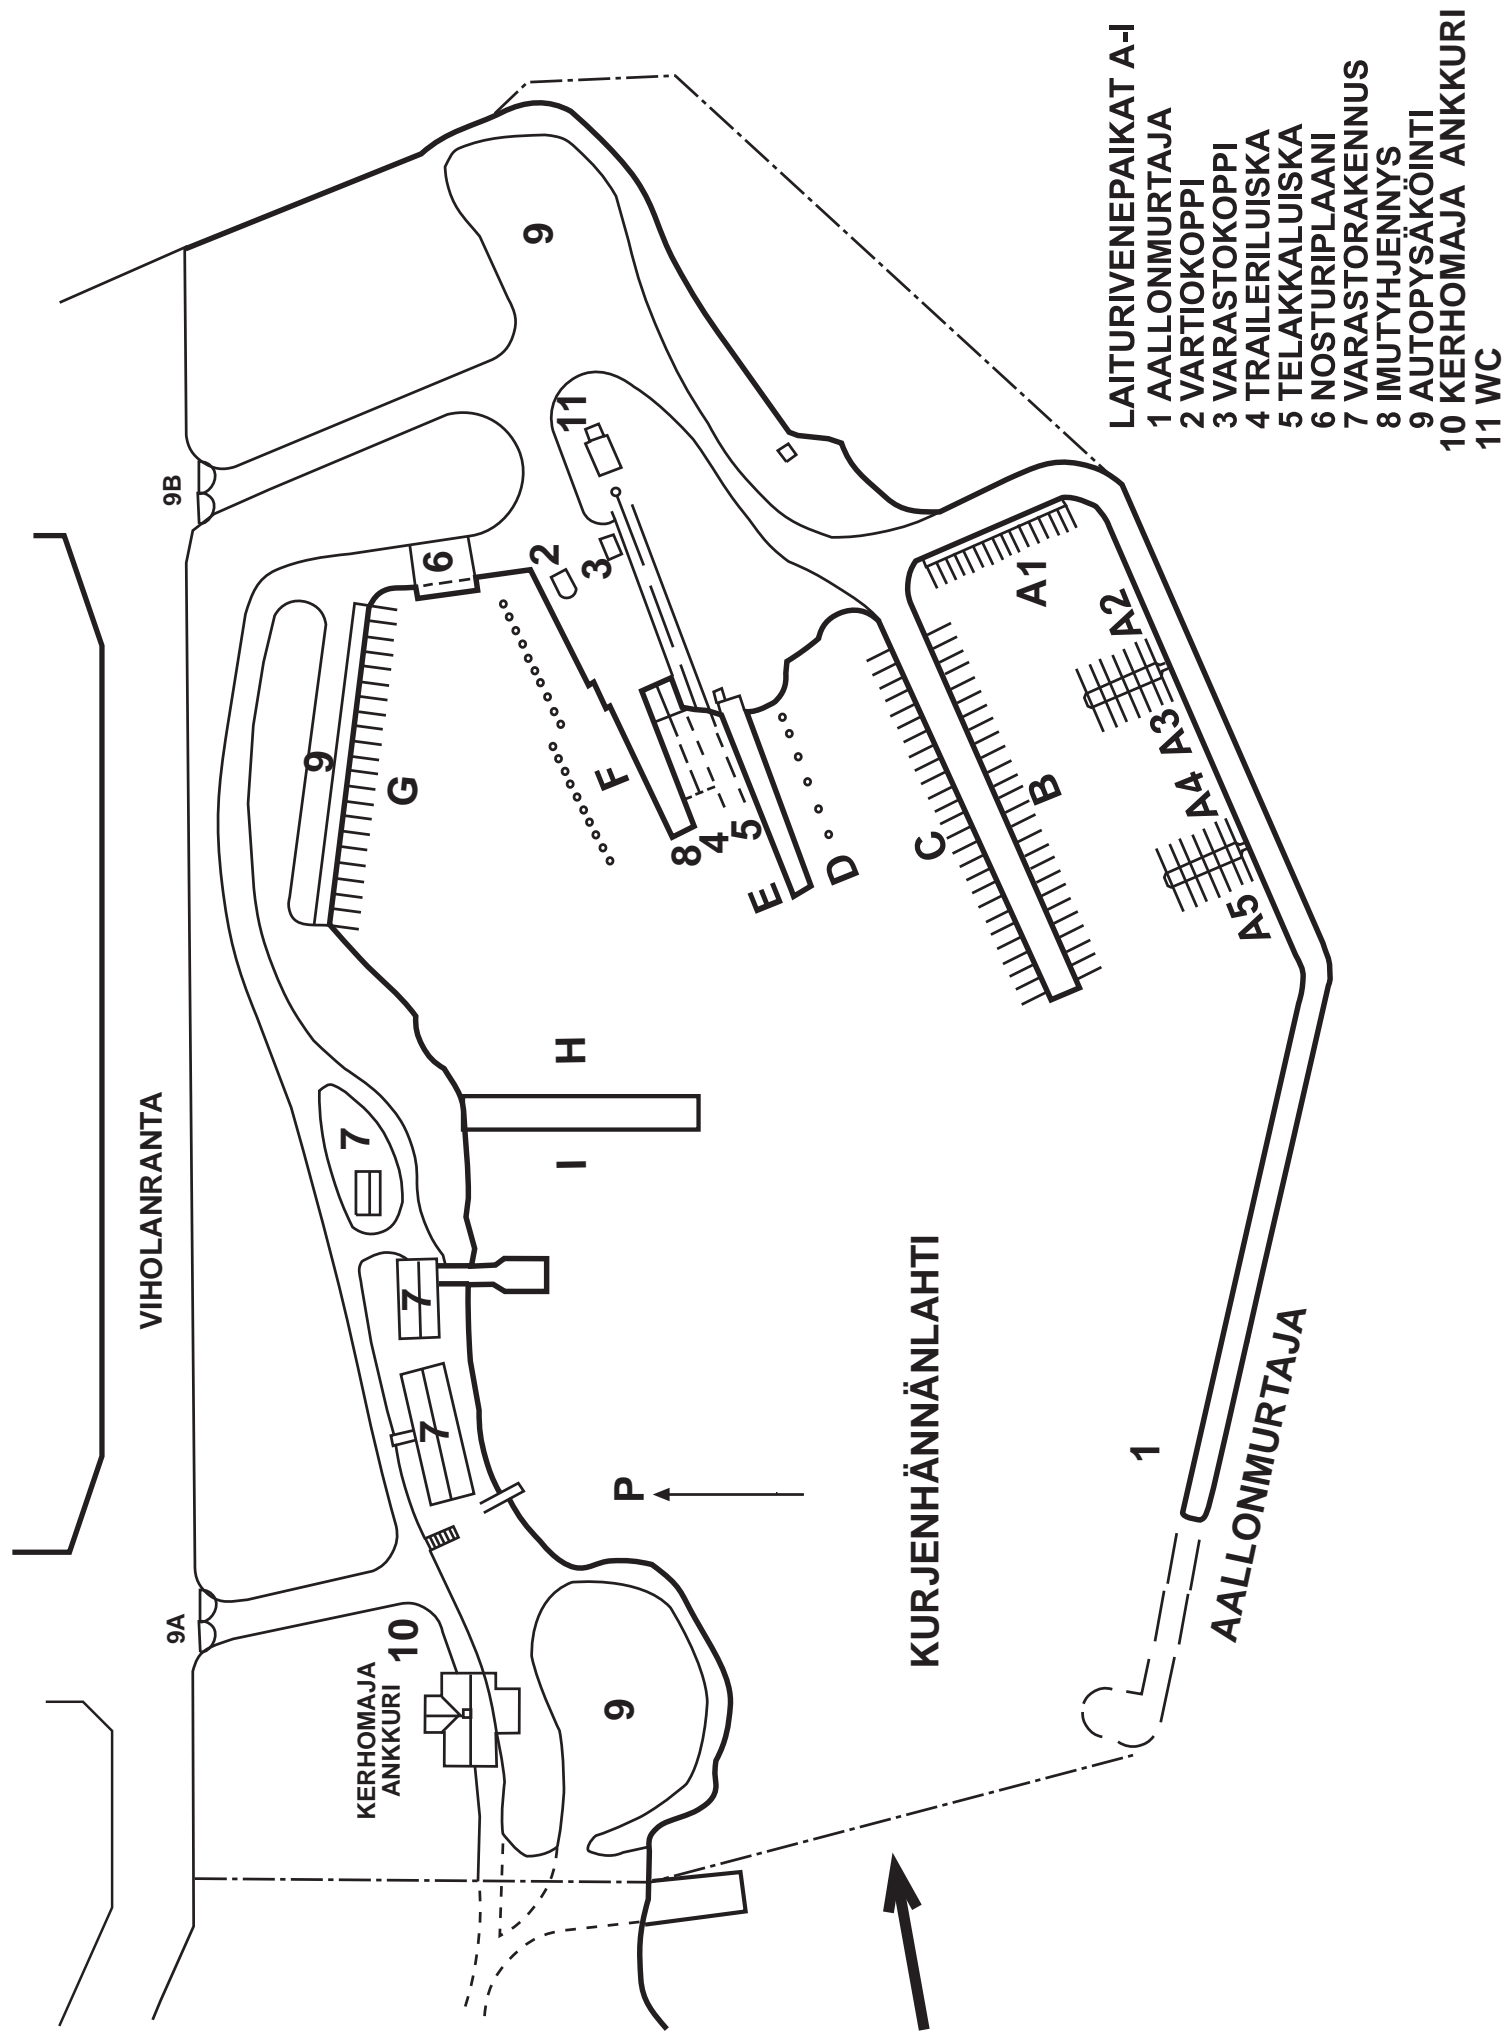 VIHOLANRANTA
9A
9B
KERHOMAJA
ANKKURI
10
7
7
7
9
9
9
6
2
3
11
G
F
8
4
5
E
D
C
B
A1
A2
A3
A4
A5
H
I
P
KURJENHÄNNÄNLAHTI
1
AALLONMURTAJA
LAITURIVENEPAIKAT A-I
1 AALLONMURTAJA
2 VARTIOKOPPI
3 VARASTOKOPPI
4 TRAILERILUISKA
5 TELAKKALUISKA
6 NOSTURIPLAANI
7 VARASTORAKENNUS
8 IMUTYHJENNYS
9 AUTOPYSÄKÖINTI
10 KERHOMAJA ANKKURI
11 WC